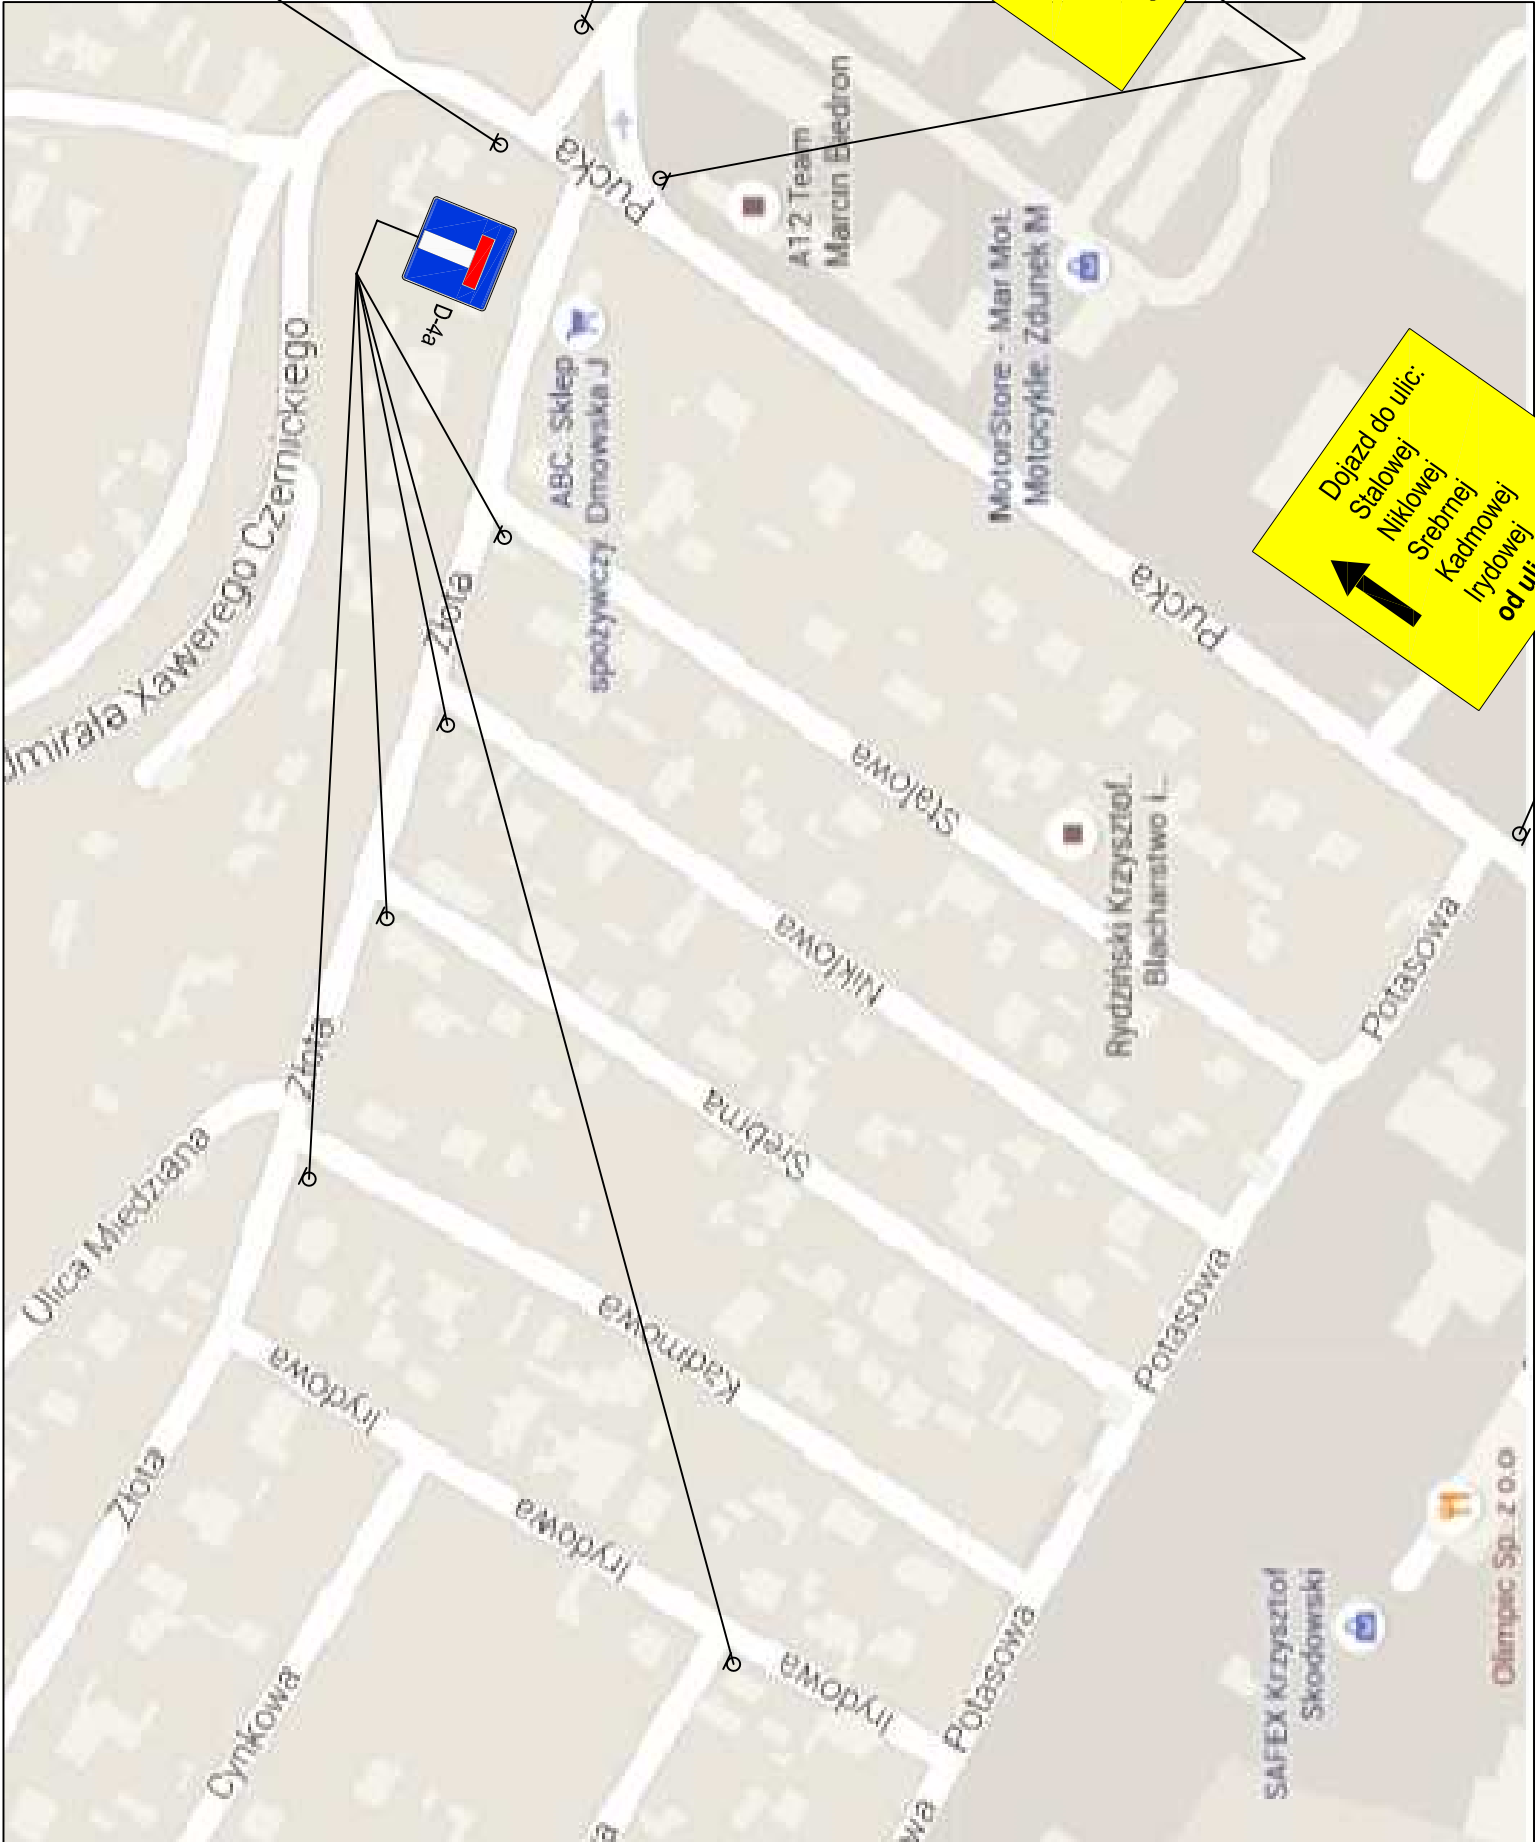 Pucka
A12 Team
Marcin Biedron
D-4a
ABC. Sklep
spożywczy. Dmowska J
MotorStore - Mar Mot.
Motocykle. Zdunek M
Dojazd do ulic:
Stalowej
Niklowej
Srebrnej
Kadmowej
Irydowej
Admirała Xawerego Czernickiego
Złota
Pucka
Stalowa
Rydziński Krzysztof.
Blacharstwo i...
Niklowa
Potasowa
Złota
Srebrna
Ulica Miedziana
Potasowa
Kadmowa
Irydowa
Złota
Irydowa
Cynkowa
Irydowa
Potasowa
SAFEX Krzysztof
Skodowski
Olimpic Sp. z o.o